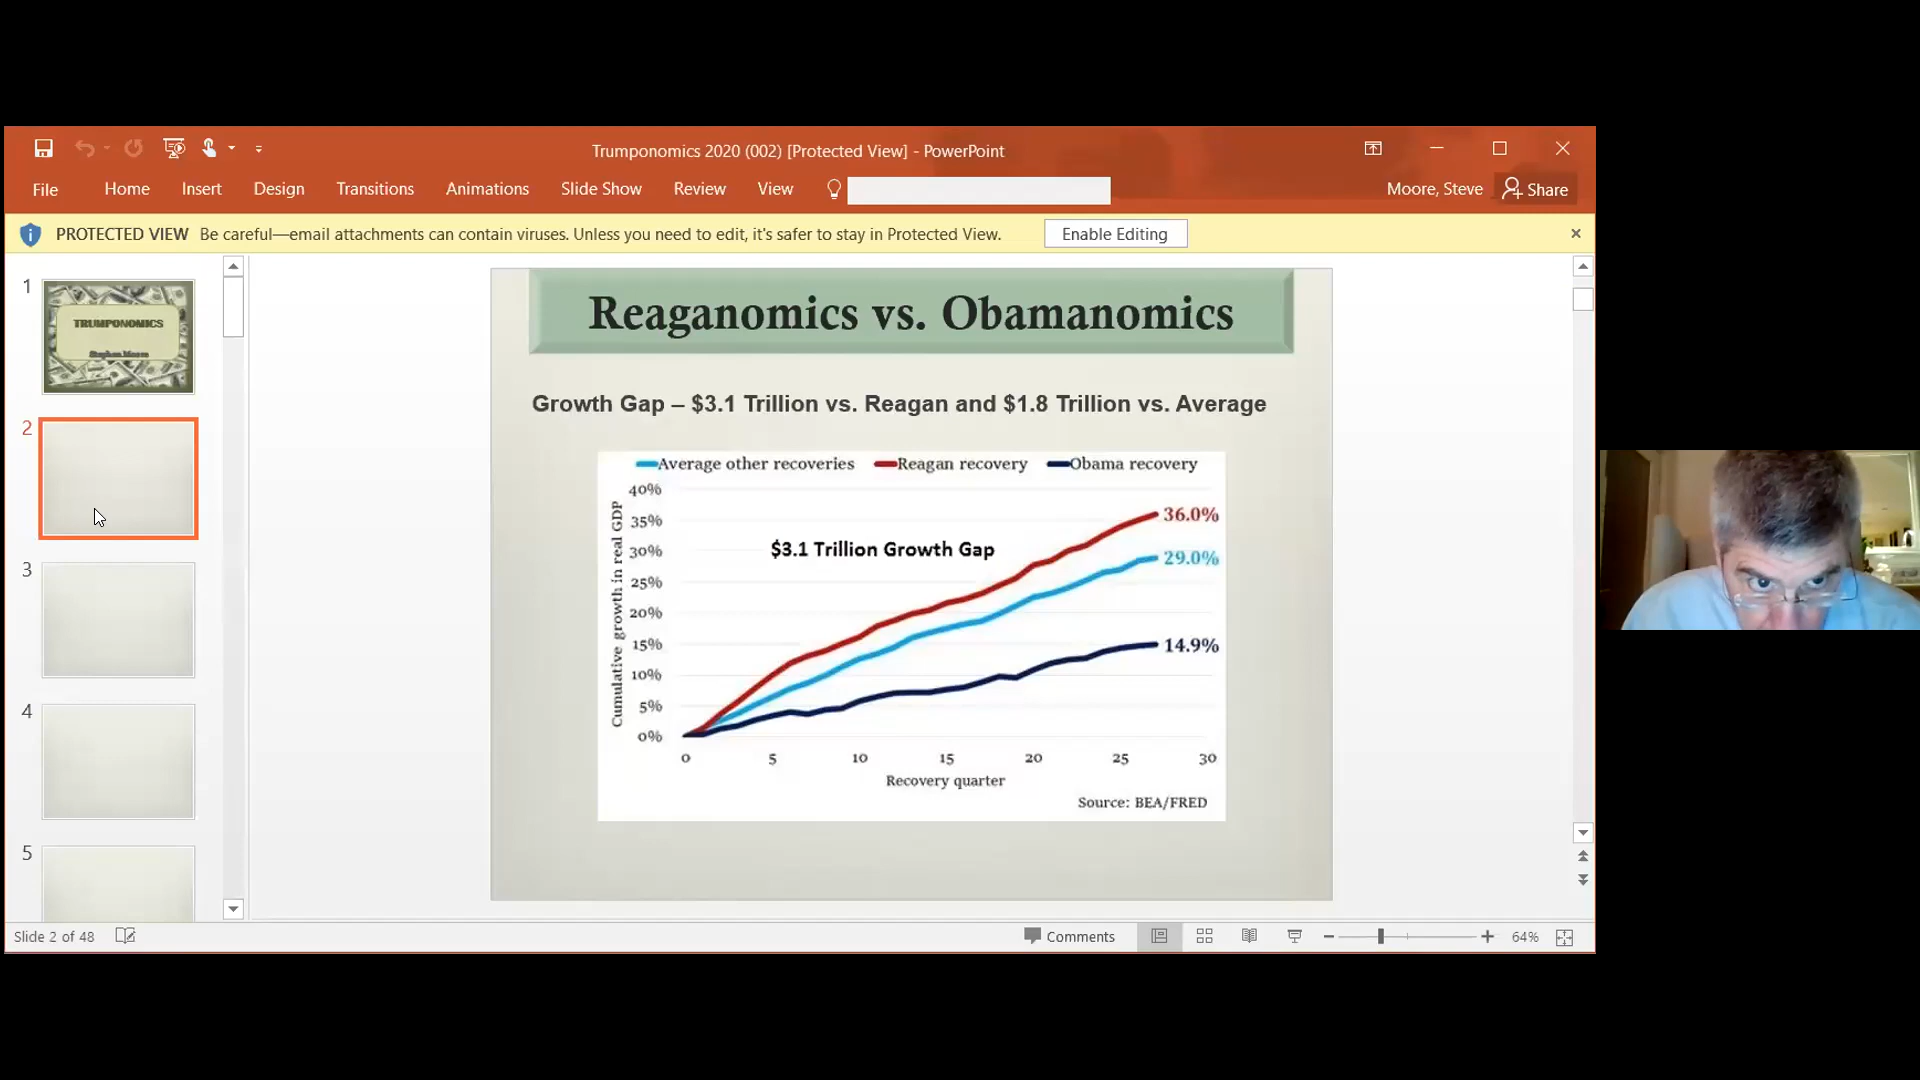 Trumponomics 2020 (002) [Protected View] - PowerPoint
File Home Insert Design Transitions Animations Slide Show Review View Moore, Steve Share
PROTECTED VIEW Be careful—email attachments can contain viruses. Unless you need to edit, it's safer to stay in Protected View. Enable Editing
1
TRUMPONOMICS
Stephen Moore
2
3
4
5
Reaganomics vs. Obamanomics
Growth Gap – $3.1 Trillion vs. Reagan and $1.8 Trillion vs. Average
Average other recoveries Reagan recovery Obama recovery
Cumulative growth in real GDP
40%
35%
30%
25%
20%
15%
10%
5%
0%
$3.1 Trillion Growth Gap
36.0%
29.0%
14.9%
0 5 10 15 20 25 30
Recovery quarter
Source: BEA/FRED
Slide 2 of 48 Comments 64%